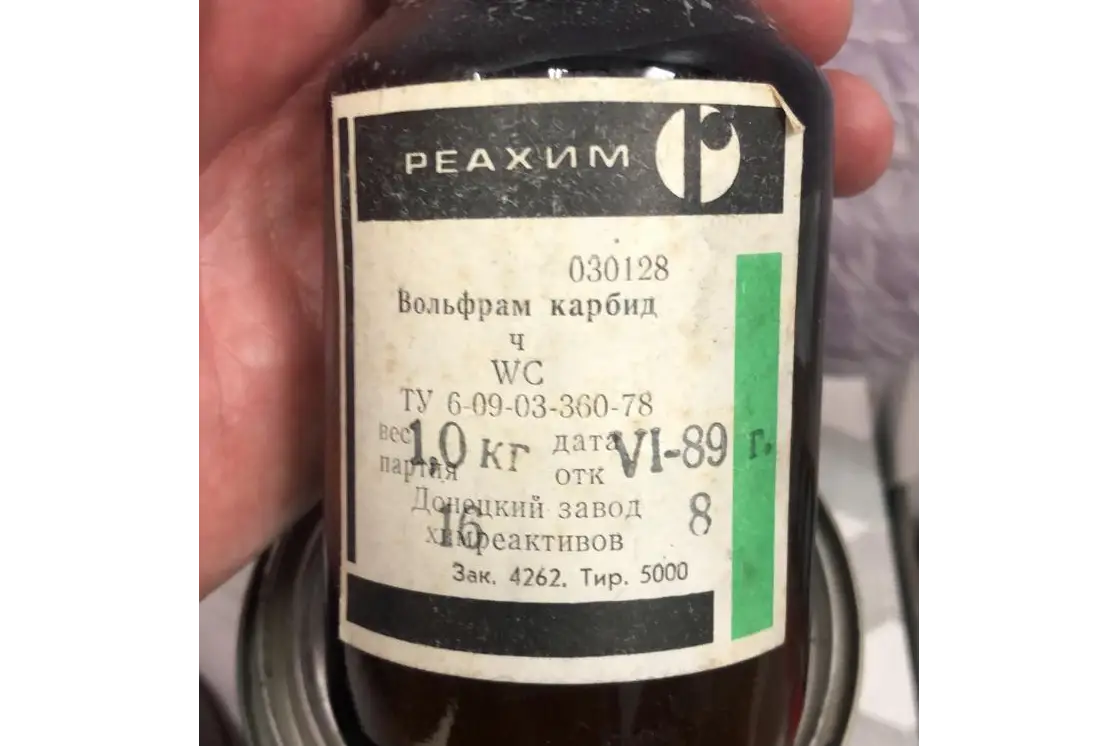 РЕАХИМ
030128
Вольфрам карбид
ч
WC
ТУ 6-09-03-360-78
вес 1,0 кг дата VI-89 г.
партия 16 отк 8
Донецкий завод
химреактивов
Зак. 4262. Тир. 5000